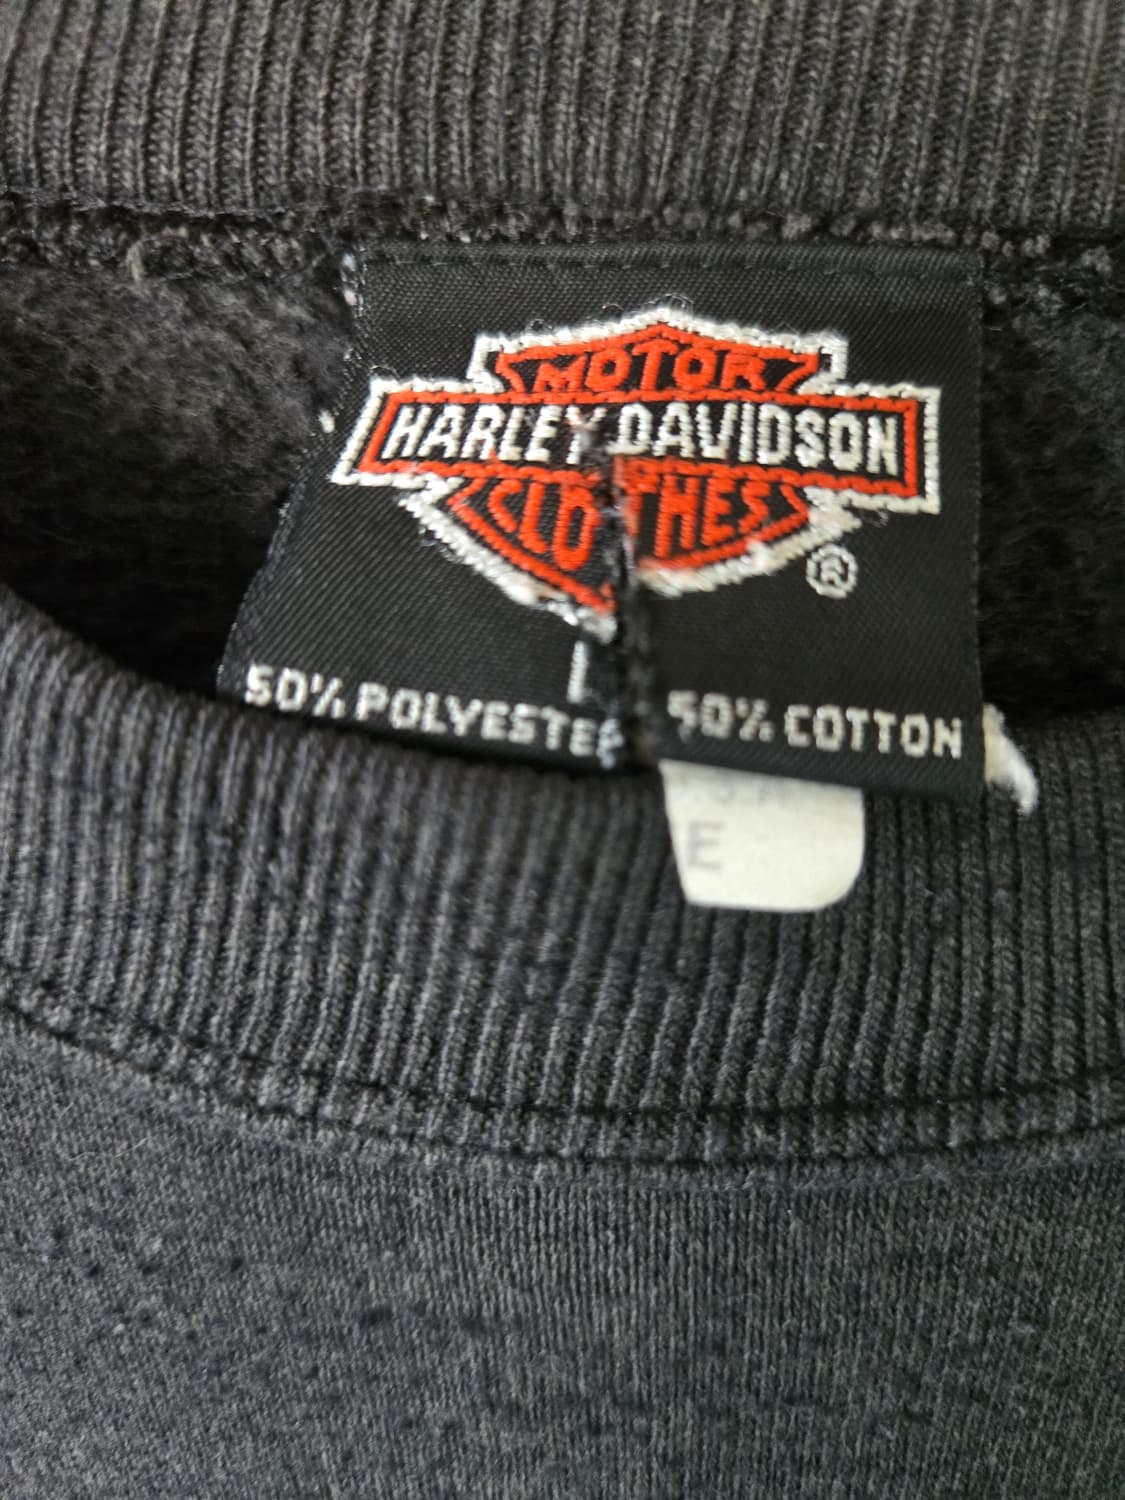 MOTOR
HARLEY-DAVIDSON
CLOTHES
®
50% POLYESTER 50% COTTON
E